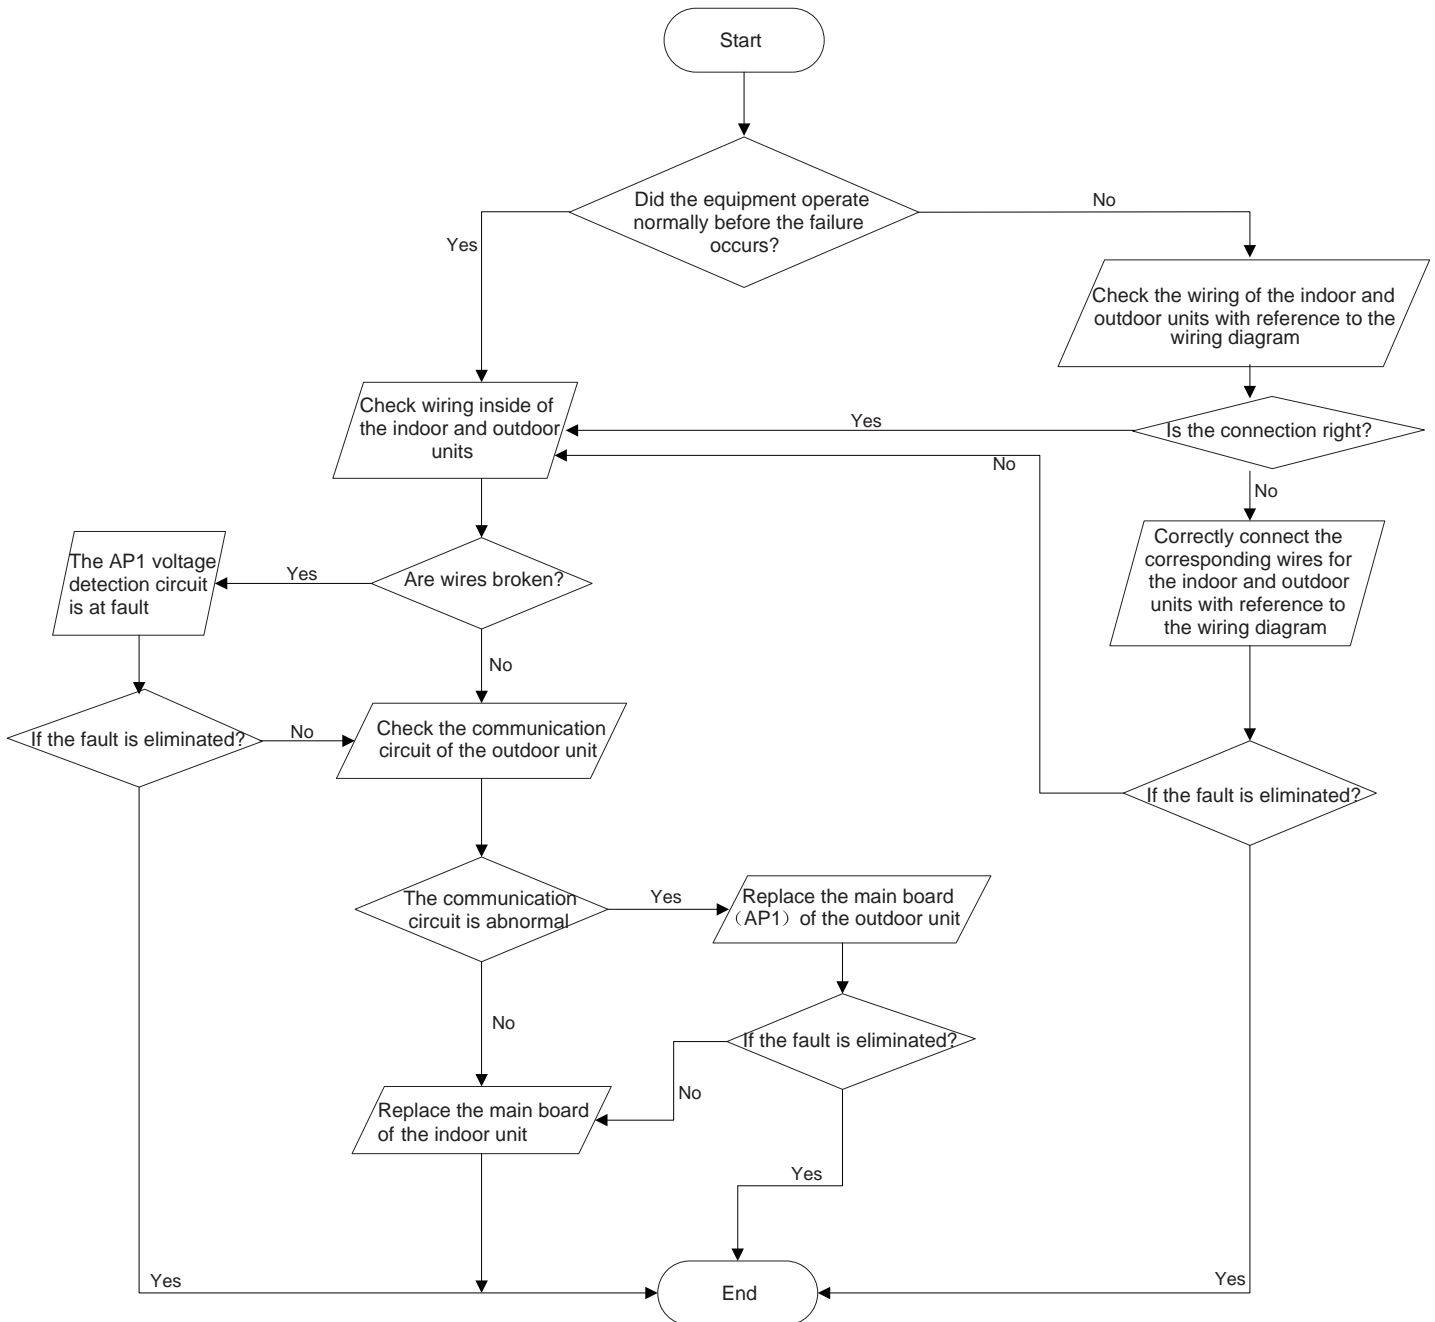 Start
Did the equipment operate
normally before the failure
occurs?
Yes
No
Check the wiring of the indoor and
outdoor units with reference to the
wiring diagram
Check wiring inside of
the indoor and outdoor
units
Yes
Is the connection right?
No
No
Correctly connect the
corresponding wires for
the indoor and outdoor
units with reference to
the wiring diagram
The AP1 voltage
detection circuit
is at fault
Yes
Are wires broken?
No
If the fault is eliminated?
No
Check the communication
circuit of the outdoor unit
If the fault is eliminated?
The communication
circuit is abnormal
Yes
Replace the main board
（AP1）of the outdoor unit
No
If the fault is eliminated?
No
Replace the main board
of the indoor unit
Yes
Yes
End
Yes